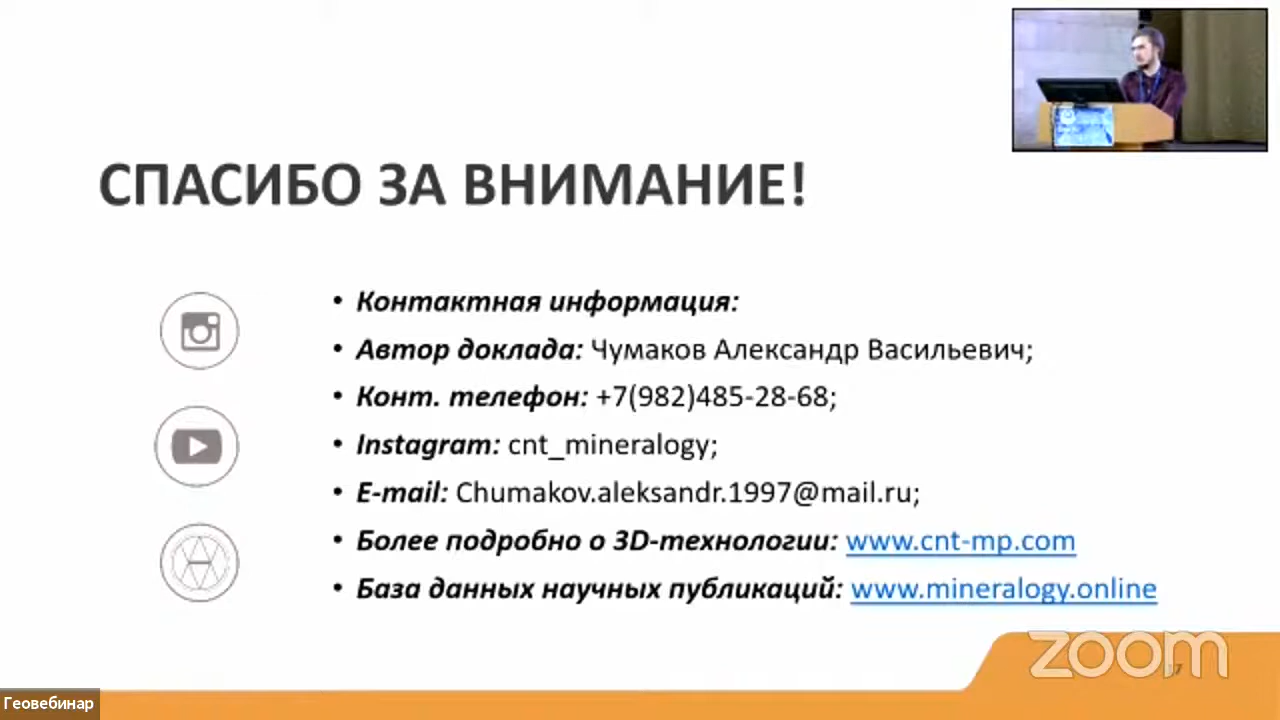 СПАСИБО ЗА ВНИМАНИЕ!
• Контактная информация:
• Автор доклада: Чумаков Александр Васильевич;
• Конт. телефон: +7(982)485-28-68;
• Instagram: cnt_mineralogy;
• E-mail: Chumakov.aleksandr.1997@mail.ru;
• Более подробно о 3D-технологии: www.cnt-mp.com
• База данных научных публикаций: www.mineralogy.online
zoom
17
Геовебинар